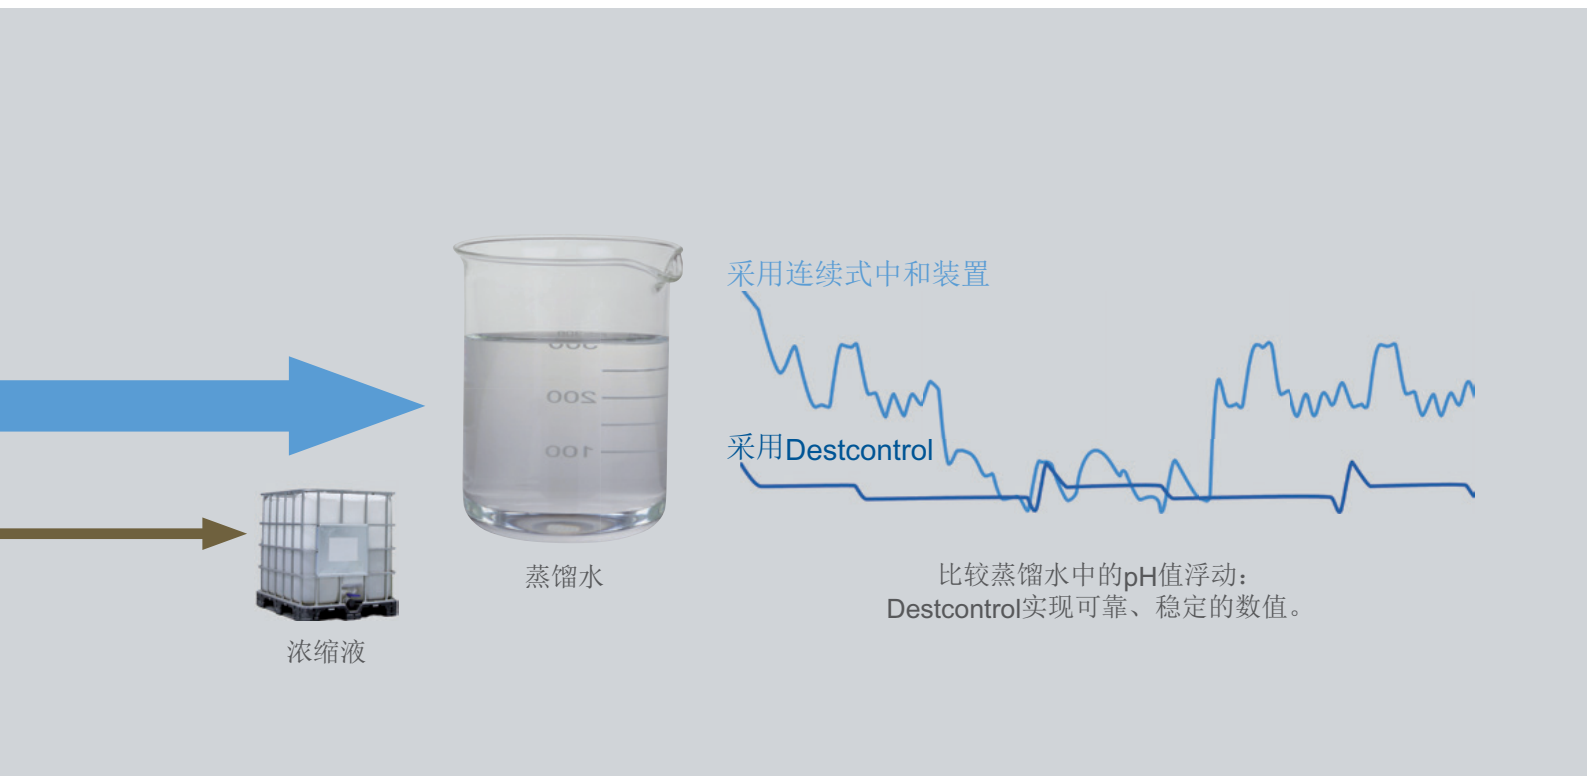 采用连续式中和装置
300
200
100
采用Destcontrol
蒸馏水
浓缩液
比较蒸馏水中的pH值浮动：
Destcontrol实现可靠、稳定的数值。